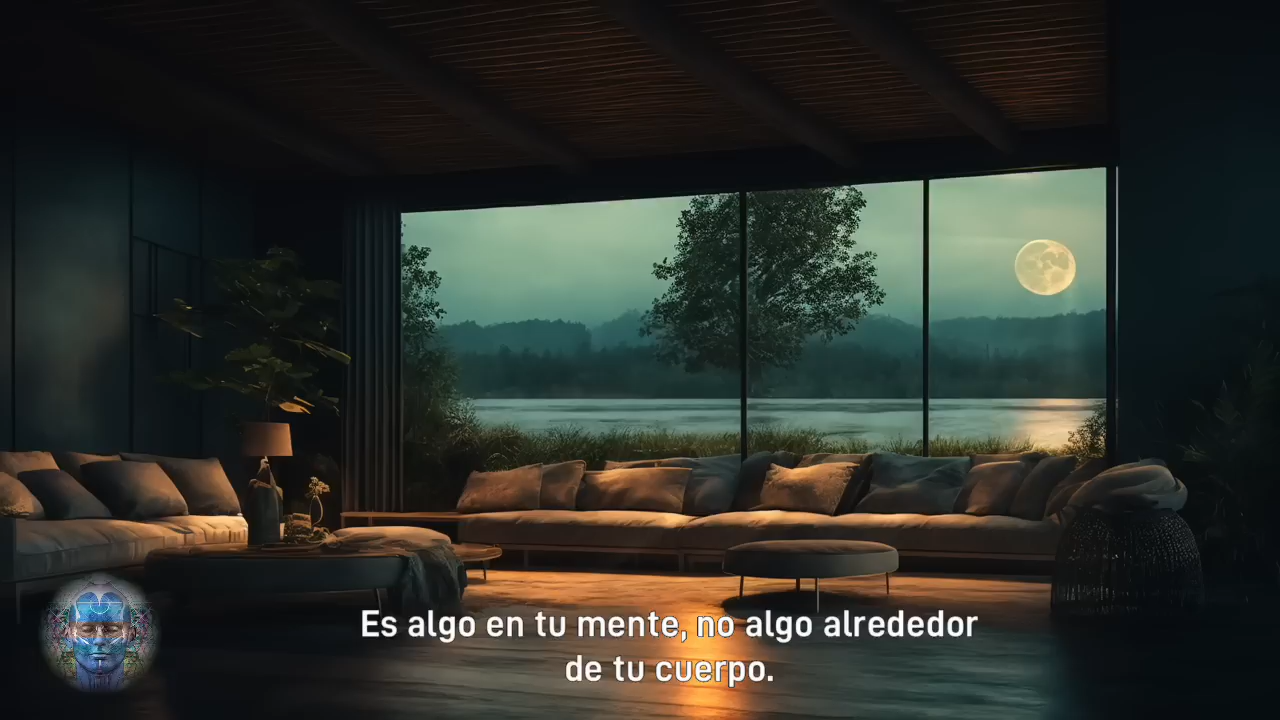 Es algo en tu mente, no algo alrededor
de tu cuerpo.